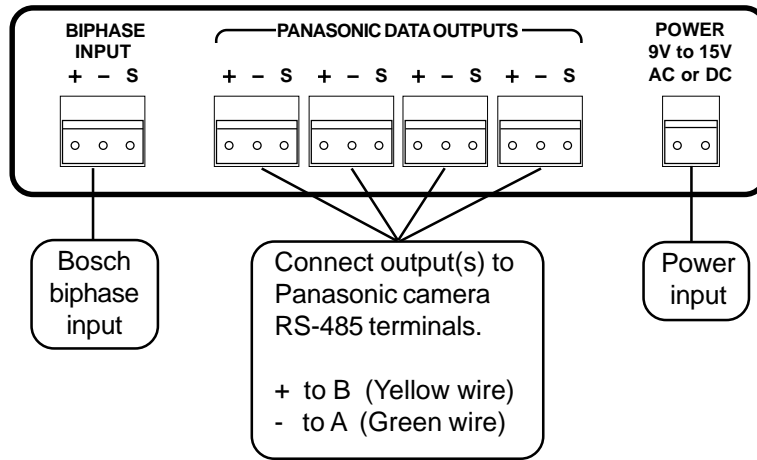 BIPHASE
INPUT
+ – S
PANASONIC DATA OUTPUTS
+ – S + – S + – S + – S
POWER
9V to 15V
AC or DC
Bosch
biphase
input
Connect output(s) to
Panasonic camera
RS-485 terminals.
+ to B (Yellow wire)
- to A (Green wire)
Power
input